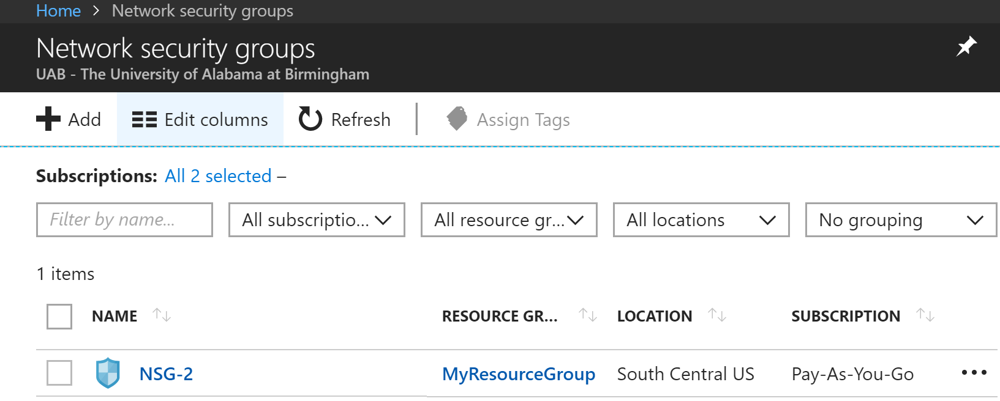 Home > Network security groups
Network security groups
UAB - The University of Alabama at Birmingham
Add Edit columns Refresh Assign Tags
Subscriptions: All 2 selected –
Filter by name... All subscriptio... All resource gr... All locations No grouping
1 items
NAME RESOURCE GR... LOCATION SUBSCRIPTION
NSG-2 MyResourceGroup South Central US Pay-As-You-Go